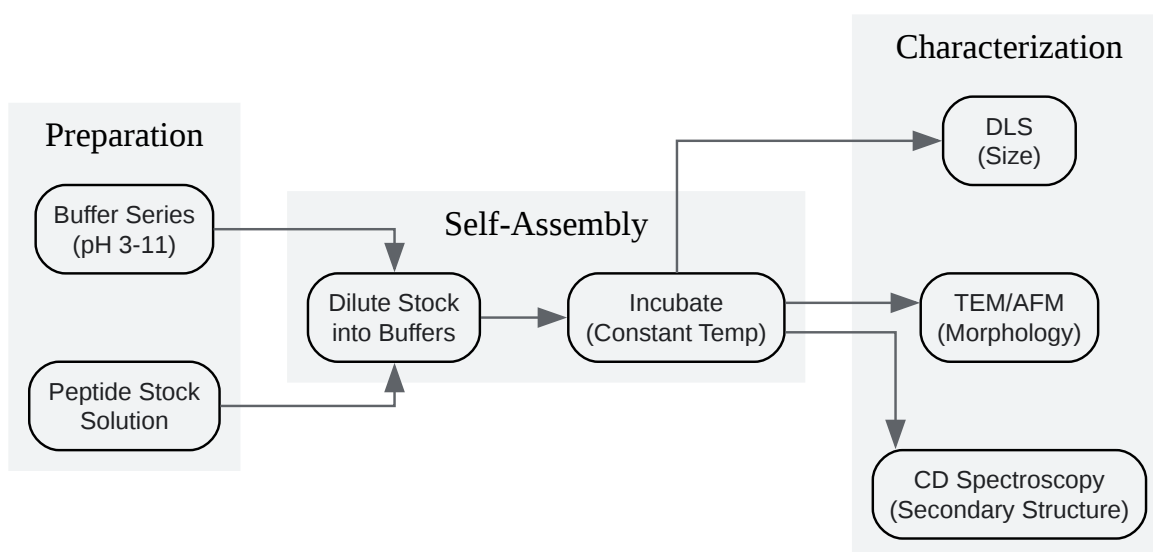 Preparation
Buffer Series
(pH 3-11)
Peptide Stock
Solution
Self-Assembly
Dilute Stock
into Buffers
Incubate
(Constant Temp)
Characterization
DLS
(Size)
TEM/AFM
(Morphology)
CD Spectroscopy
(Secondary Structure)